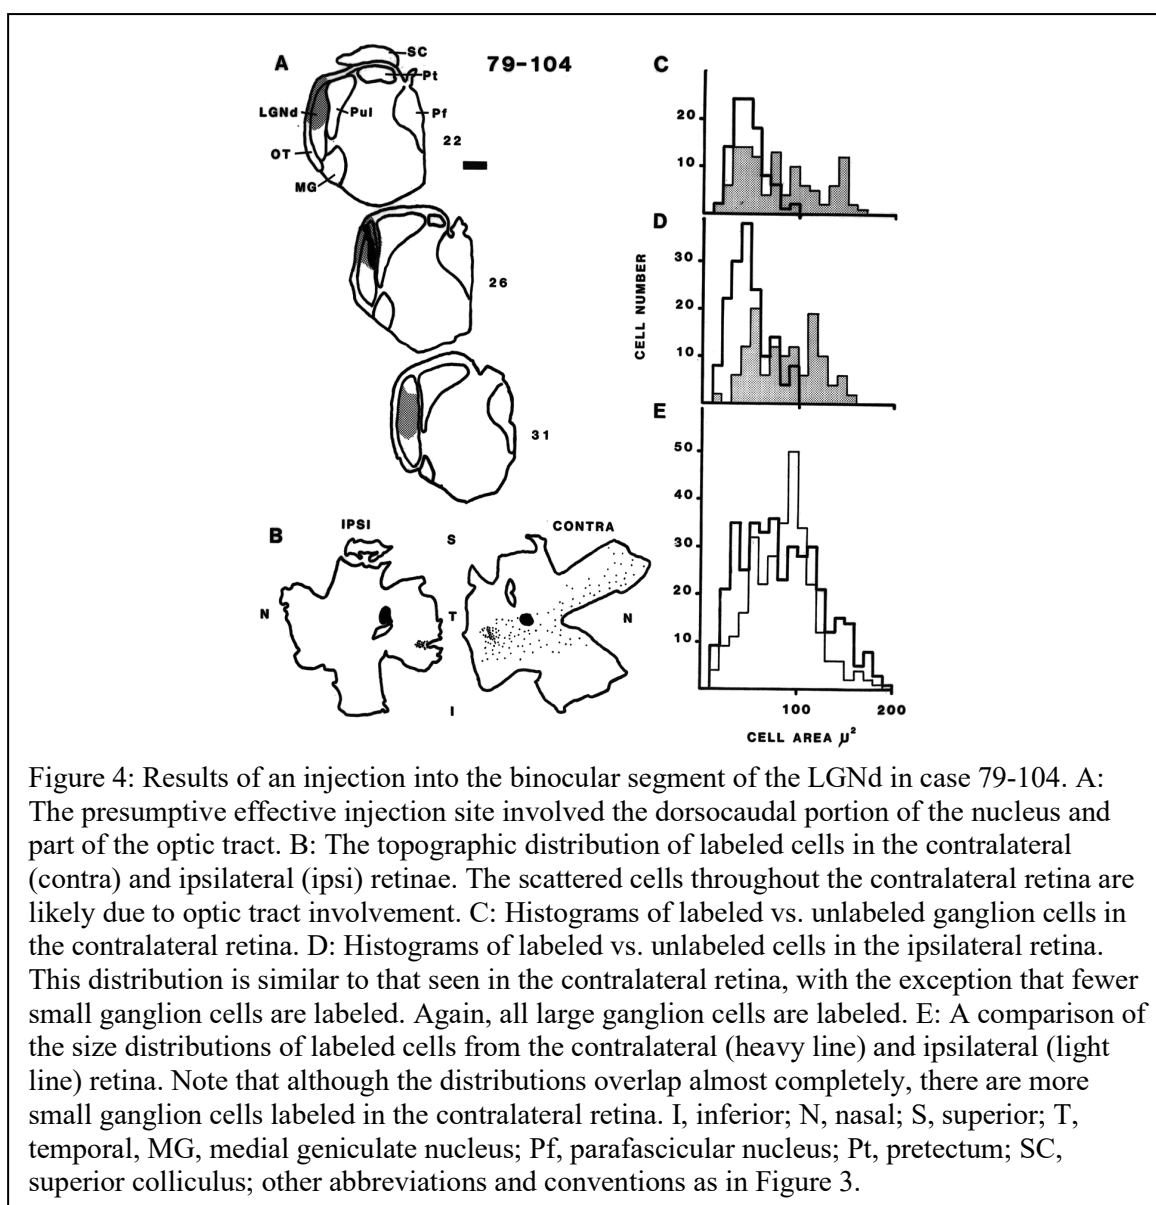 A
79-104
SC
Pt
LGNd
Pul
Pf
22
OT
MG
26
31
B
IPSI
CONTRA
S
N
T
N
I
C
20
10
D
30
20
10
CELL NUMBER
E
50
40
30
20
10
100
200
CELL AREA µ²
Figure 4: Results of an injection into the binocular segment of the LGNd in case 79-104. A:
The presumptive effective injection site involved the dorsocaudal portion of the nucleus and
part of the optic tract. B: The topographic distribution of labeled cells in the contralateral
(contra) and ipsilateral (ipsi) retinae. The scattered cells throughout the contralateral retina are
likely due to optic tract involvement. C: Histograms of labeled vs. unlabeled ganglion cells in
the contralateral retina. D: Histograms of labeled vs. unlabeled cells in the ipsilateral retina.
This distribution is similar to that seen in the contralateral retina, with the exception that fewer
small ganglion cells are labeled. Again, all large ganglion cells are labeled. E: A comparison of
the size distributions of labeled cells from the contralateral (heavy line) and ipsilateral (light
line) retina. Note that although the distributions overlap almost completely, there are more
small ganglion cells labeled in the contralateral retina. I, inferior; N, nasal; S, superior; T,
temporal, MG, medial geniculate nucleus; Pf, parafascicular nucleus; Pt, pretectum; SC,
superior colliculus; other abbreviations and conventions as in Figure 3.